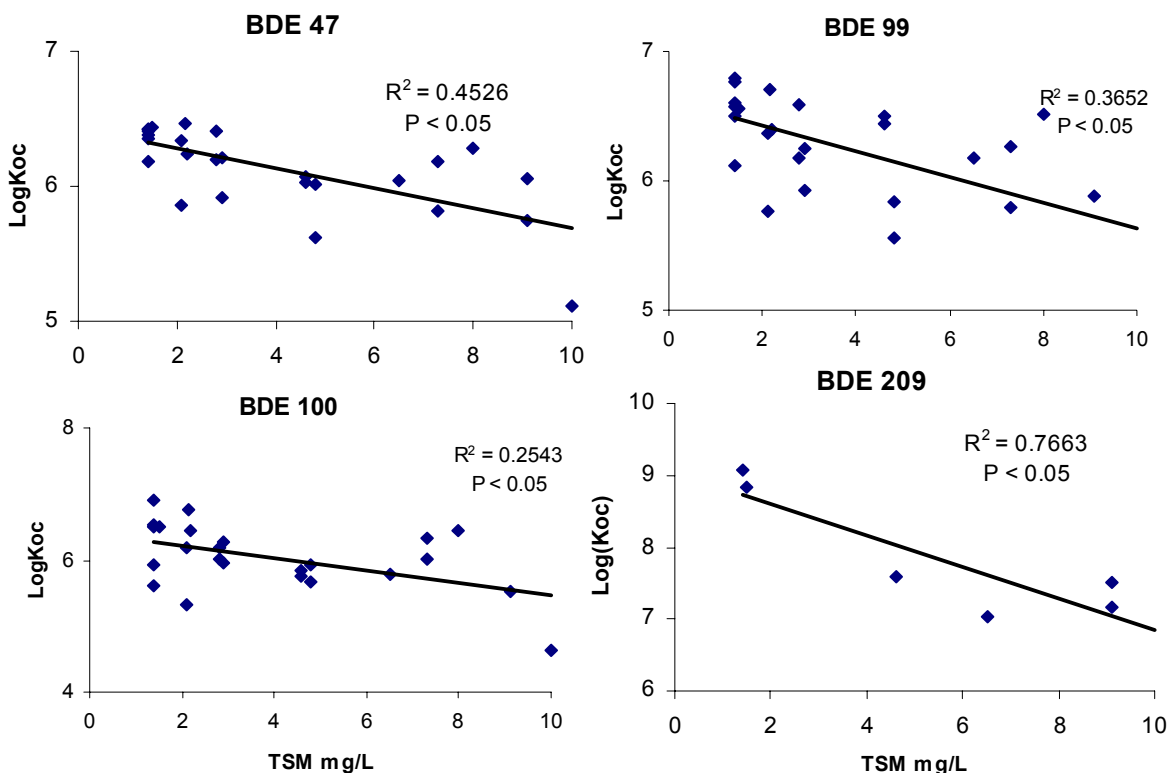 BDE 47
7
6
5
LogKoc
R² = 0.4526
P < 0.05
0 2 4 6 8 10
BDE 99
7
6
5
LogKoc
R² = 0.3652
P < 0.05
0 2 4 6 8 10
BDE 100
8
6
4
LogKoc
R² = 0.2543
P < 0.05
0 2 4 6 8 10
TSM mg/L
BDE 209
10
9
8
7
6
Log(Koc)
R² = 0.7663
P < 0.05
0 2 4 6 8 10
TSM mg/L